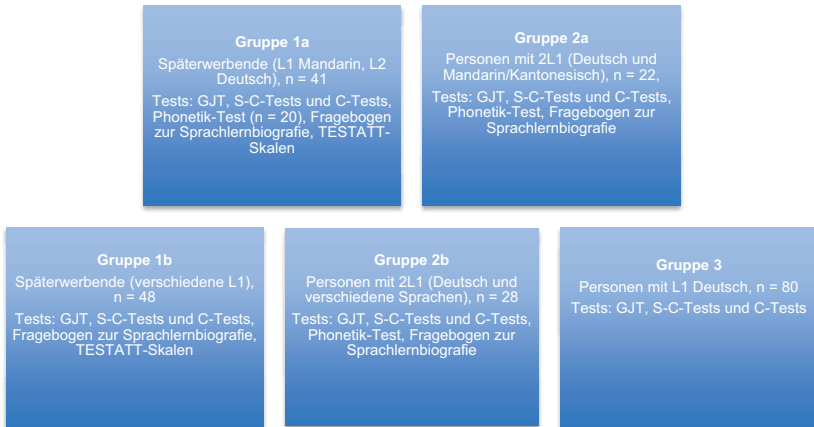 Gruppe 1a
Späterwerbende (L1 Mandarin, L2
Deutsch), n = 41
Tests: GJT, S-C-Tests und C-Tests,
Phonetik-Test (n = 20), Fragebogen
zur Sprachlernbiografie, TESTATT-
Skalen
Gruppe 2a
Personen mit 2L1 (Deutsch und
Mandarin/Kantonesisch), n = 22,
Tests: GJT, S-C-Tests und C-Tests,
Phonetik-Test, Fragebogen zur
Sprachlernbiografie
Gruppe 1b
Späterwerbende (verschiedene L1),
n = 48
Tests: GJT, S-C-Tests und C-Tests,
Fragebogen zur Sprachlernbiografie,
TESTATT-Skalen
Gruppe 2b
Personen mit 2L1 (Deutsch und
verschiedene Sprachen), n = 28
Tests: GJT, S-C-Tests und C-Tests,
Phonetik-Test, Fragebogen zur
Sprachlernbiografie
Gruppe 3
Personen mit L1 Deutsch, n = 80
Tests: GJT, S-C-Tests und C-Tests